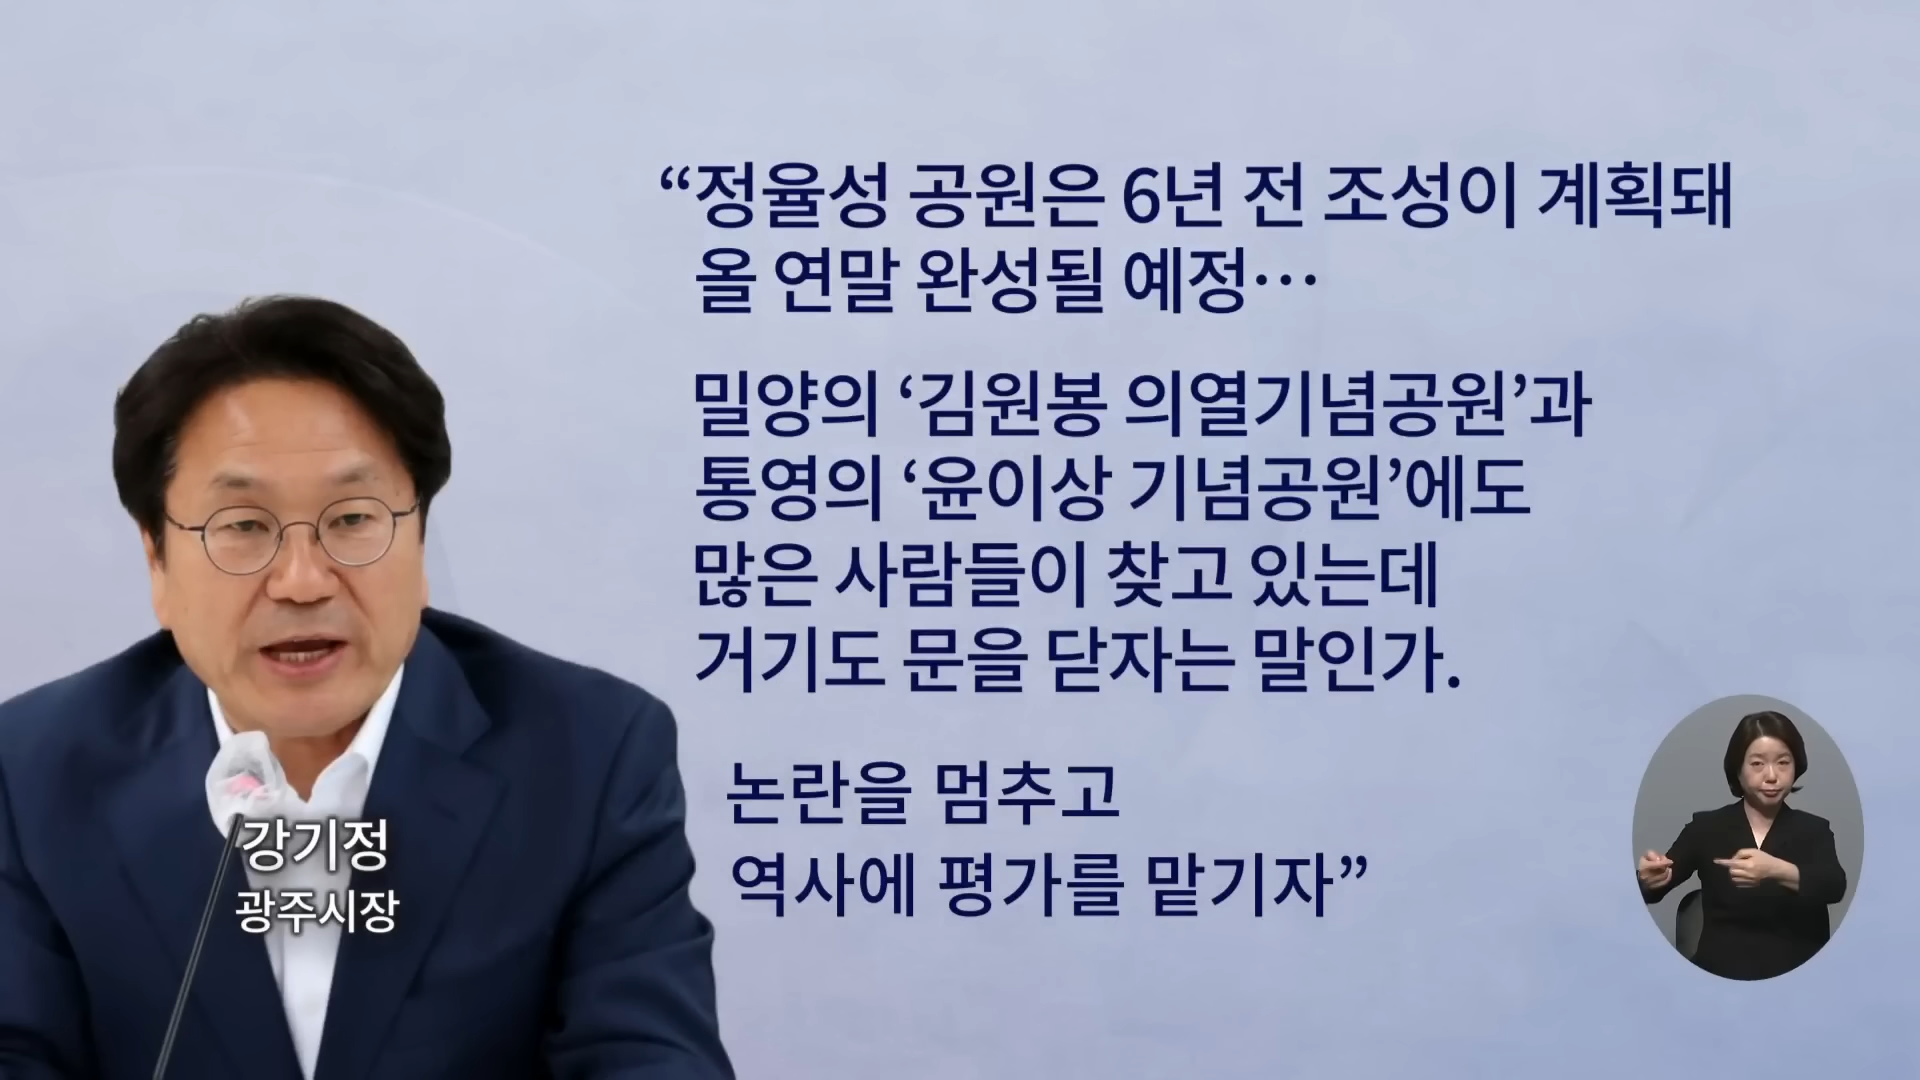 “정율성 공원은 6년 전 조성이 계획돼
올 연말 완성될 예정…
밀양의 ‘김원봉 의열기념공원’과
통영의 ‘윤이상 기념공원’에도
많은 사람들이 찾고 있는데
거기도 문을 닫자는 말인가.
논란을 멈추고
역사에 평가를 맡기자”
강기정
광주시장